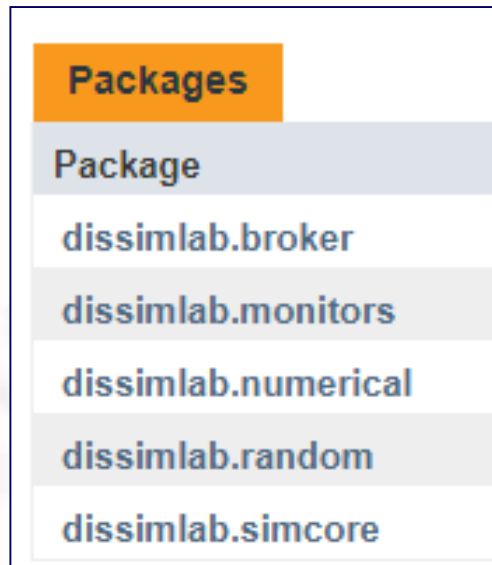 Packages
Package
dissimlab.broker
dissimlab.monitors
dissimlab.numerical
dissimlab.random
dissimlab.simcore